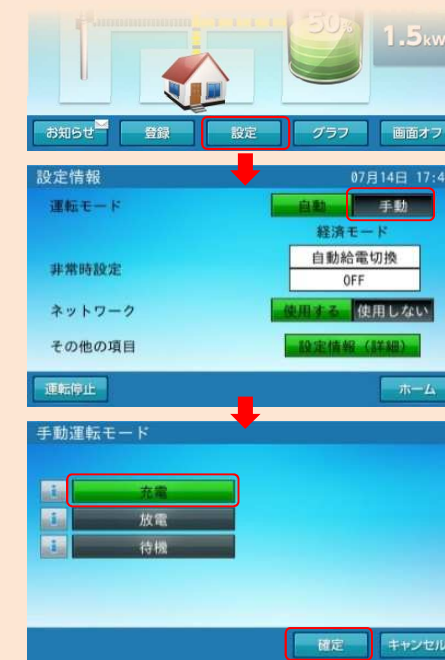 50%
1.5kW
お知らせ 登録 設定 グラフ 画面オフ
設定情報 07月14日 17:4
運転モード 自動 手動
経済モード
非常時設定 自動給電切換
OFF
ネットワーク 使用する 使用しない
その他の項目 設定情報（詳細）
運転停止 ホーム
手動運転モード
i 充電
i 放電
i 待機
確定 キャンセル